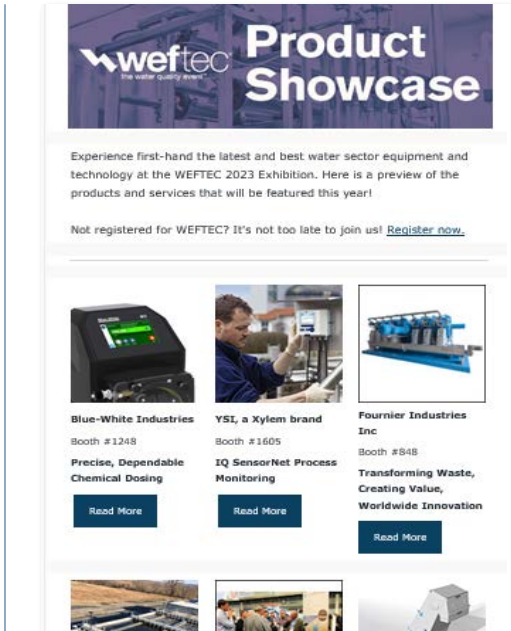 weftec
the water quality event
Product
Showcase
Experience first-hand the latest and best water sector equipment and
technology at the WEFTEC 2023 Exhibition. Here is a preview of the
products and services that will be featured this year!
Not registered for WEFTEC? It's not too late to join us! Register now.
Blue-White Industries
Booth #1248
Precise, Dependable
Chemical Dosing
Read More
YSI, a Xylem brand
Booth #1605
IQ SensorNet Process
Monitoring
Read More
Fournier Industries
Inc
Booth #848
Transforming Waste,
Creating Value,
Worldwide Innovation
Read More